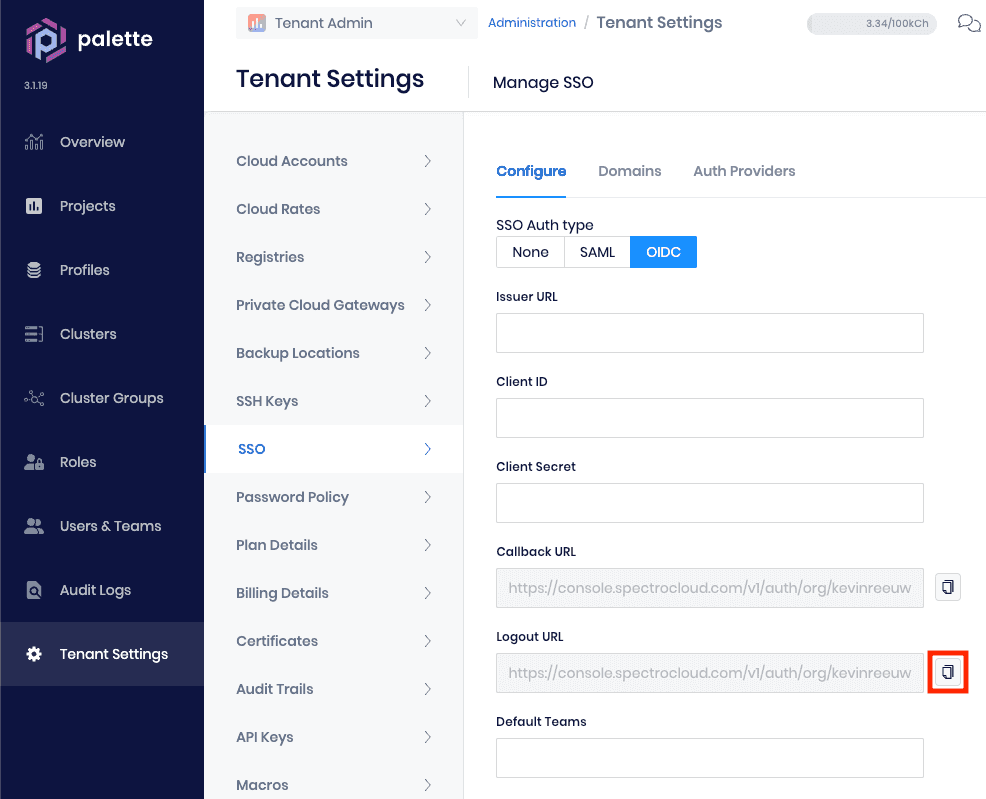 palette
3.1.19
Overview
Projects
Profiles
Clusters
Cluster Groups
Roles
Users & Teams
Audit Logs
Tenant Settings
Tenant Admin
Administration / Tenant Settings
3.34/100kCh
Tenant Settings
Manage SSO
Cloud Accounts
Cloud Rates
Registries
Private Cloud Gateways
Backup Locations
SSH Keys
SSO
Password Policy
Plan Details
Billing Details
Certificates
Audit Trails
API Keys
Macros
Configure Domains Auth Providers
SSO Auth type
None SAML OIDC
Issuer URL
Client ID
Client Secret
Callback URL
https://console.spectrocloud.com/v1/auth/org/kevinreeuw
Logout URL
https://console.spectrocloud.com/v1/auth/org/kevinreeuw
Default Teams